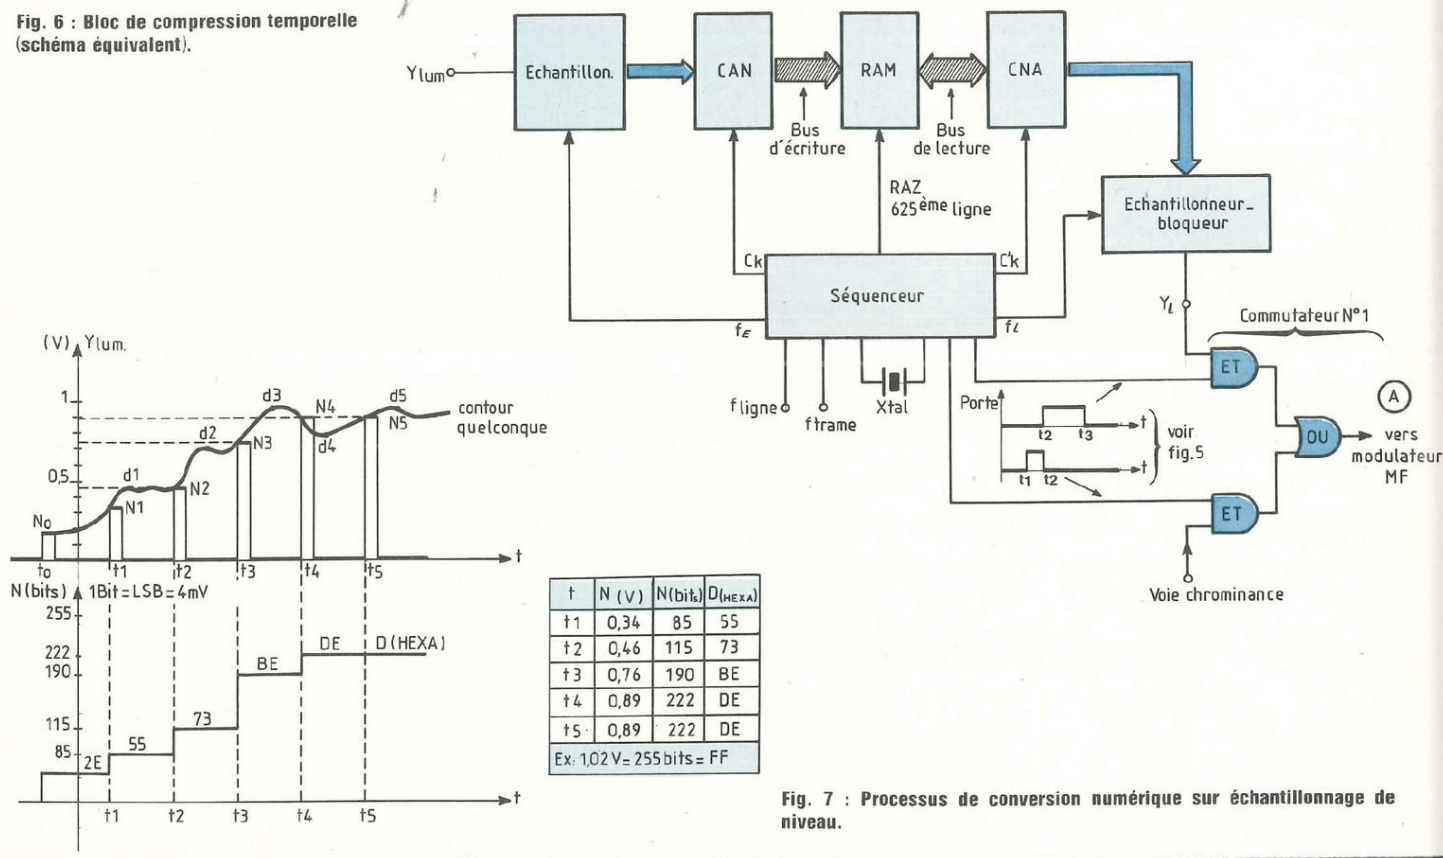 Fig. 6 : Bloc de compression temporelle
(schéma équivalent).
Ylum
Echantillon.
CAN
RAM
CNA
Bus
d'écriture
Bus
de lecture
RAZ
625ème ligne
Echantillonneur_
bloqueur
Ck
C'k
Séquenceur
fE
fℓ
Yℓ
Commutateur N°1
ET
f ligne
f trame
Xtal
Porte
t
t2 t3
t
t1 t2
voir
fig.5
OU
A
vers
modulateur
MF
ET
Voie chrominance
(V) Ylum.
1
0,5
No
N1
d1
N2
d2
N3
d3
N4
d4
N5
d5
contour
quelconque
t
to t1 t2 t3 t4 t5
N(bits) 1Bit=LSB=4mV
255
222
190
115
85
2E
55
73
BE
DE
D(HEXA)
t
t1 t2 t3 t4 t5
t N (V) N(bits) D(HEXA)
t1 0,34 85 55
t2 0,46 115 73
t3 0,76 190 BE
t4 0,89 222 DE
t5 0,89 222 DE
Ex: 1,02V=255bits=FF
Fig. 7 : Processus de conversion numérique sur échantillonnage de
niveau.